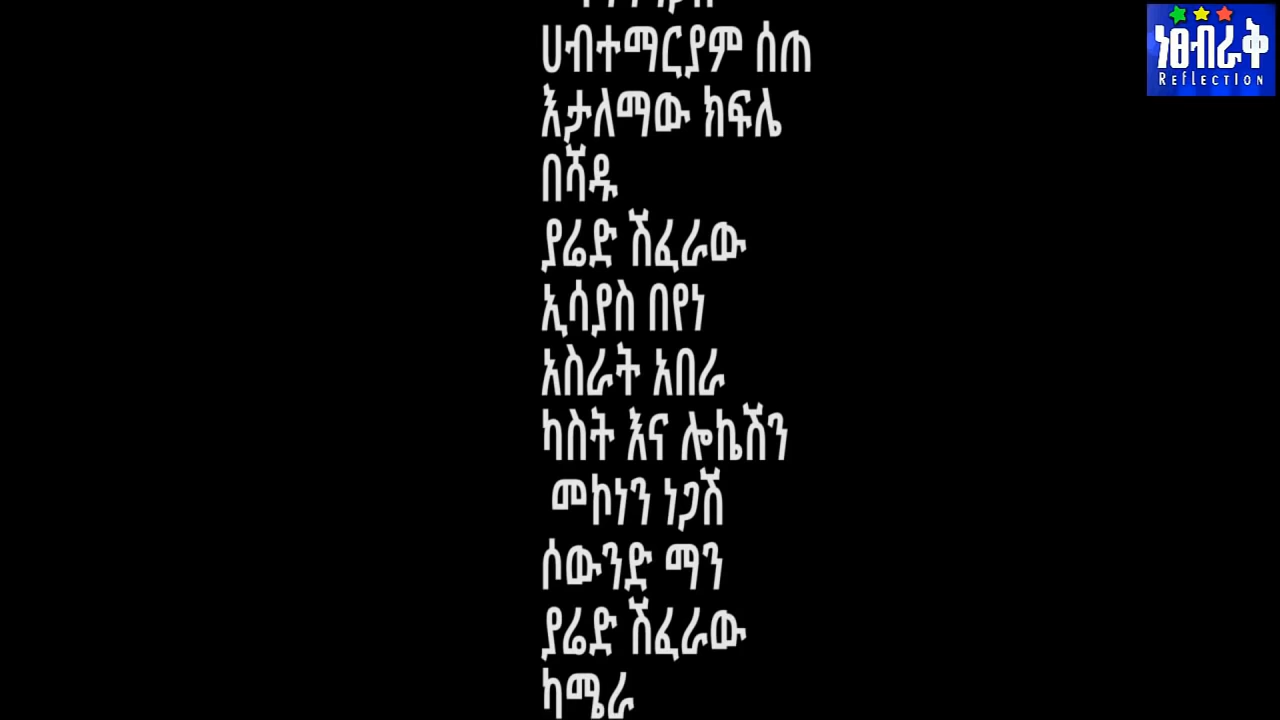 ሀብተማርያም ሰጠ
እታለማው ክፍሌ
በሻዱ
ያሬድ ሽፈራው
ኢሳያስ በየነ
አስራት አበራ
ካስት እና ሎኬሽን
መኮነን ነጋሽ
ሶውንድ ማን
ያሬድ ሽፈራው
ካሜራ
ነፀብራቅ
Reflection